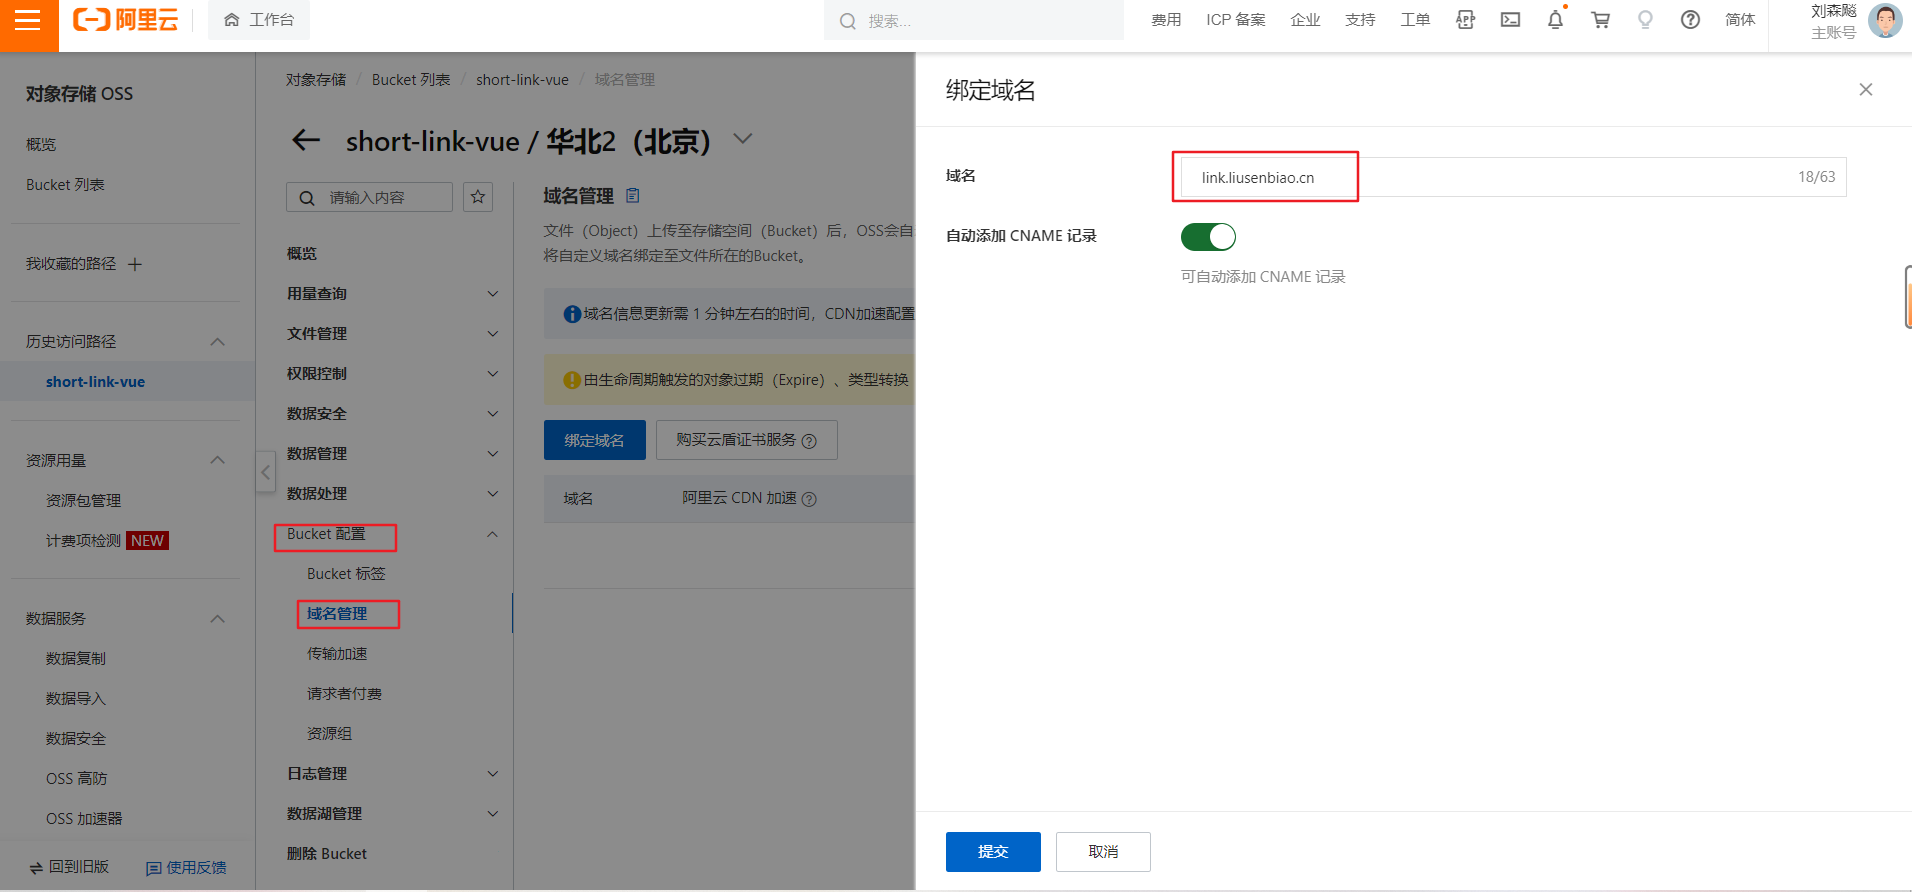 阿里云
工作台
搜索...
费用
ICP 备案
企业
支持
工单
APP
简体
刘森飚
主账号
对象存储 OSS
概览
Bucket 列表
我收藏的路径
历史访问路径
short-link-vue
资源用量
资源包管理
计费项检测 NEW
数据服务
数据复制
数据导入
数据安全
OSS 高防
OSS 加速器
回到旧版
使用反馈
对象存储 / Bucket 列表 / short-link-vue / 域名管理
short-link-vue / 华北2（北京）
请输入内容
概览
用量查询
文件管理
权限控制
数据安全
数据管理
数据处理
Bucket 配置
Bucket 标签
域名管理
传输加速
请求者付费
资源组
日志管理
数据湖管理
删除 Bucket
域名管理
文件（Object）上传至存储空间（Bucket）后，OSS会自
将自定义域名绑定至文件所在的Bucket。
域名信息更新需 1 分钟左右的时间，CDN加速配置
由生命周期触发的对象过期（Expire）、类型转换
绑定域名
购买云盾证书服务
域名
阿里云 CDN 加速
绑定域名
域名
link.liusenbiao.cn
18/63
自动添加 CNAME 记录
可自动添加 CNAME 记录
提交
取消